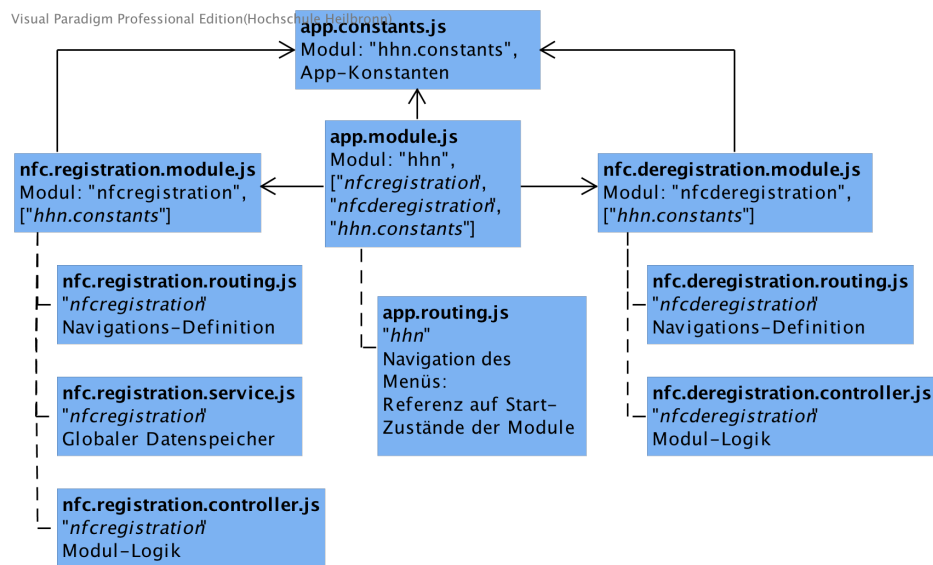 Visual Paradigm Professional Edition(Hochschule Heilbronn)
app.constants.js
Modul: "hhn.constants",
App-Konstanten
app.module.js
Modul: "hhn",
["nfcregistration",
"nfcderegistration",
"hhn.constants"]
nfc.registration.module.js
Modul: "nfcregistration",
["hhn.constants"]
nfc.deregistration.module.js
Modul: "nfcderegistration",
["hhn.constants"]
nfc.registration.routing.js
"nfcregistration"
Navigations-Definition
nfc.registration.service.js
"nfcregistration"
Globaler Datenspeicher
nfc.registration.controller.js
"nfcregistration"
Modul-Logik
app.routing.js
"hhn"
Navigation des
Menüs:
Referenz auf Start-
Zustände der Module
nfc.deregistration.routing.js
"nfcderegistration"
Navigations-Definition
nfc.deregistration.controller.js
"nfcderegistration"
Modul-Logik